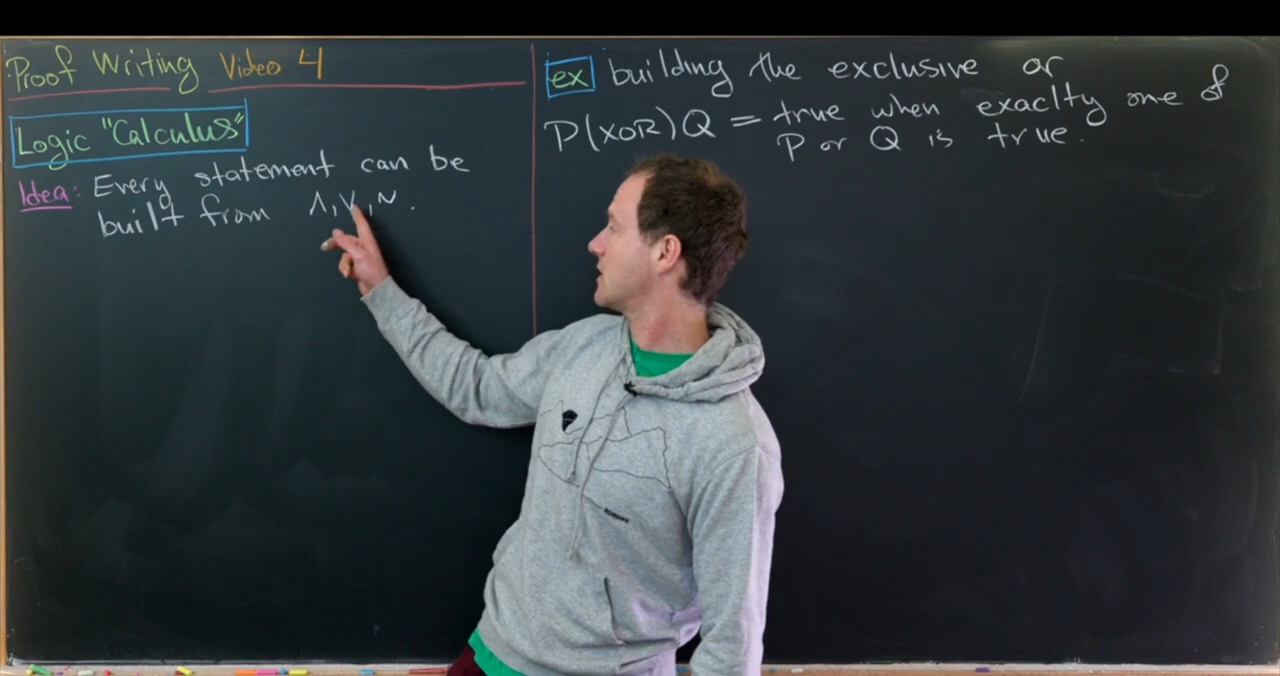 Proof Writing Video 4
Logic "Calculus"
Idea: Every statement can be
built from ∧, ∨, ~.
ex building the exclusive or
P(XOR)Q = true when exaclty one of
P or Q is true.